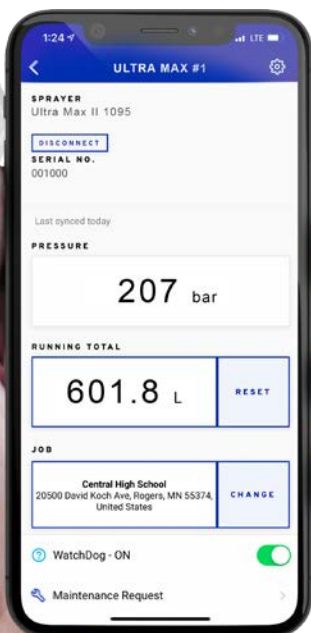 1:24
LTE
ULTRA MAX #1
SPRAYER
Ultra Max II 1095
DISCONNECT
SERIAL NO.
001000
Last synced today
PRESSURE
207 bar
RUNNING TOTAL
601.8 L RESET
JOB
Central High School
20500 David Koch Ave, Rogers, MN 55374,
United States
CHANGE
? WatchDog - ON
Maintenance Request